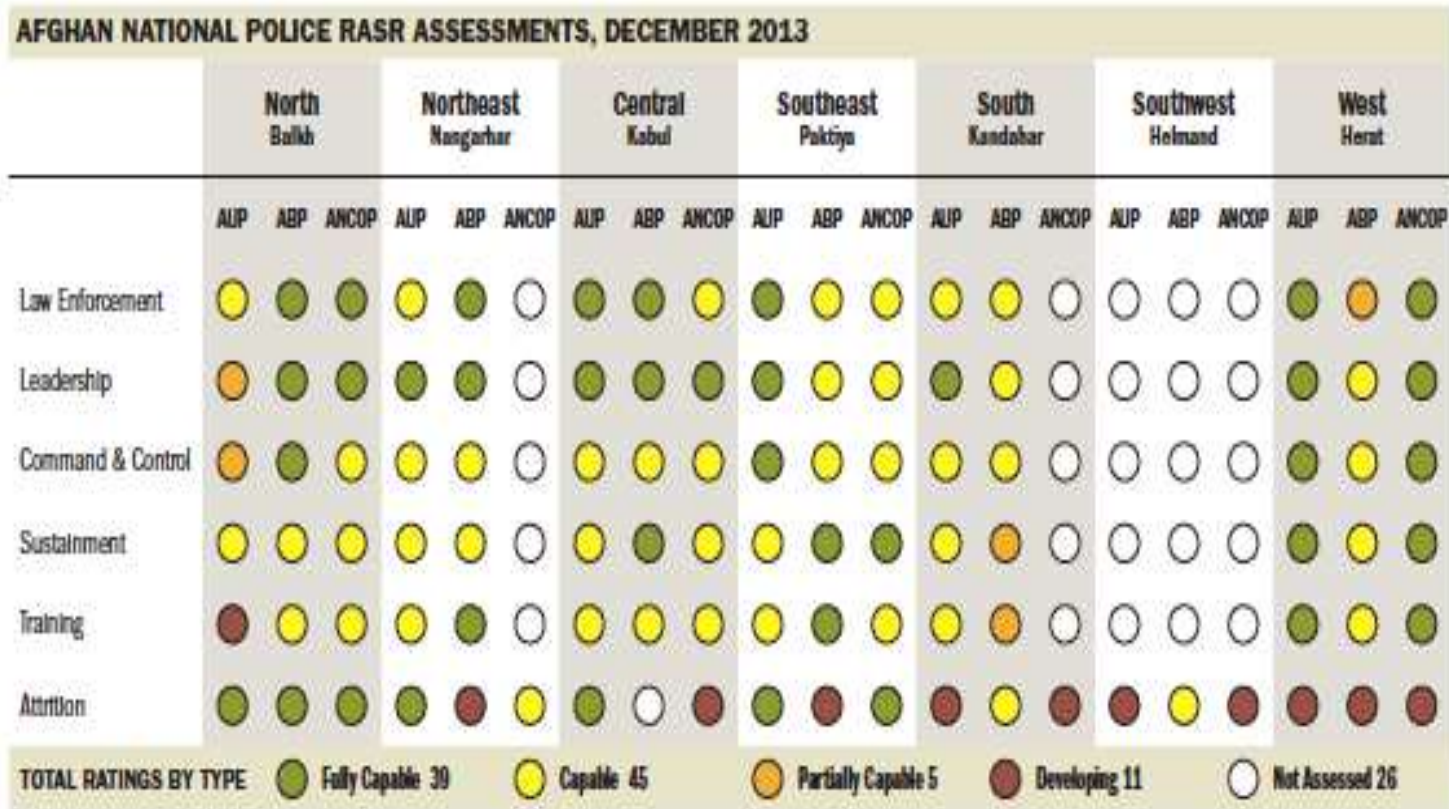 AFGHAN NATIONAL POLICE RASR ASSESSMENTS, DECEMBER 2013
North Northeast Central Southeast South Southwest West
Balkh Nangarhar Kabul Paktiya Kandahar Helmand Herat
AUP ABP ANCOP AUP ABP ANCOP AUP ABP ANCOP AUP ABP ANCOP AUP ABP ANCOP AUP ABP ANCOP AUP ABP ANCOP
Law Enforcement
Leadership
Command & Control
Sustainment
Training
Attrition
TOTAL RATINGS BY TYPE Fully Capable 39 Capable 45 Partially Capable 5 Developing 11 Not Assessed 26